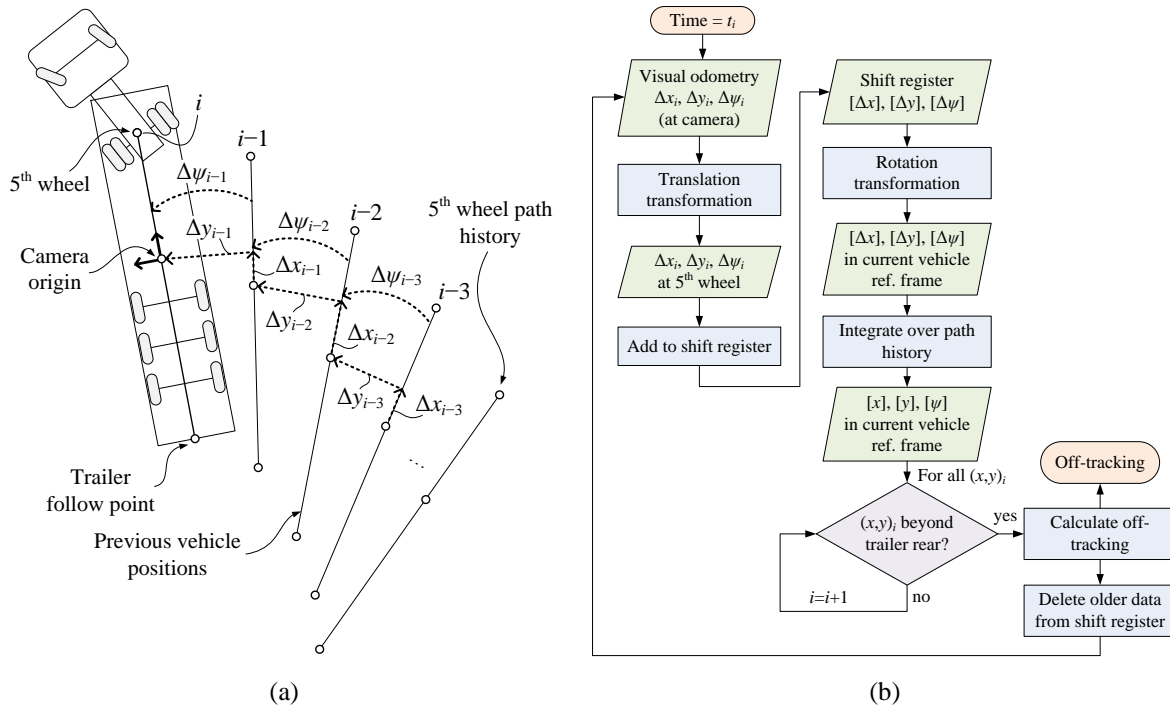 i
i−1
5th wheel
Δψi−1
Δyi−1
Δψi−2
i−2
5th wheel path
history
Camera
origin
Δxi−1
Δψi−3
i−3
Δyi−2
Δxi−2
Δyi−3
Δxi−3
...
Trailer
follow point
Previous vehicle
positions
(a)
Time = ti
Visual odometry
Δxi, Δyi, Δψi
(at camera)
Translation
transformation
Δxi, Δyi, Δψi
at 5th wheel
Add to shift register
Shift register
[Δx], [Δy], [Δψ]
Rotation
transformation
[Δx], [Δy], [Δψ]
in current vehicle
ref. frame
Integrate over path
history
[x], [y], [ψ]
in current vehicle
ref. frame
For all (x,y)i
(x,y)i beyond
trailer rear?
yes
no
i=i+1
Off-tracking
Calculate off-
tracking
Delete older data
from shift register
(b)